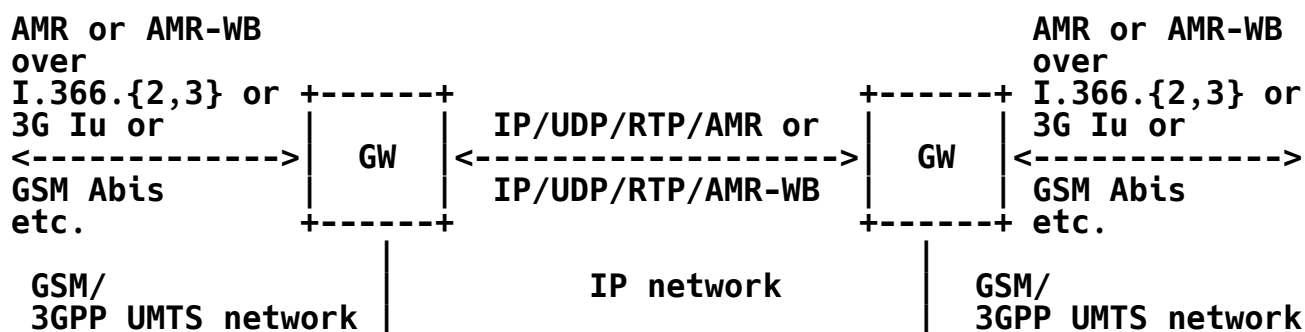 AMR or AMR-WB                                        AMR or AMR-WB
over                                                 over
I.366.{2,3} or +------+                     +------+ I.366.{2,3} or
3G Iu or       |      |  IP/UDP/RTP/AMR or  |      | 3G Iu or
<------------->|  GW  |<------------------->|  GW  |<------------->
GSM Abis       |      |  IP/UDP/RTP/AMR-WB  |      | GSM Abis
etc.           +------+                     +------+ etc.
                   |                           |
 GSM/              |          IP network       |  GSM/
 3GPP UMTS network |                           |  3GPP UMTS network